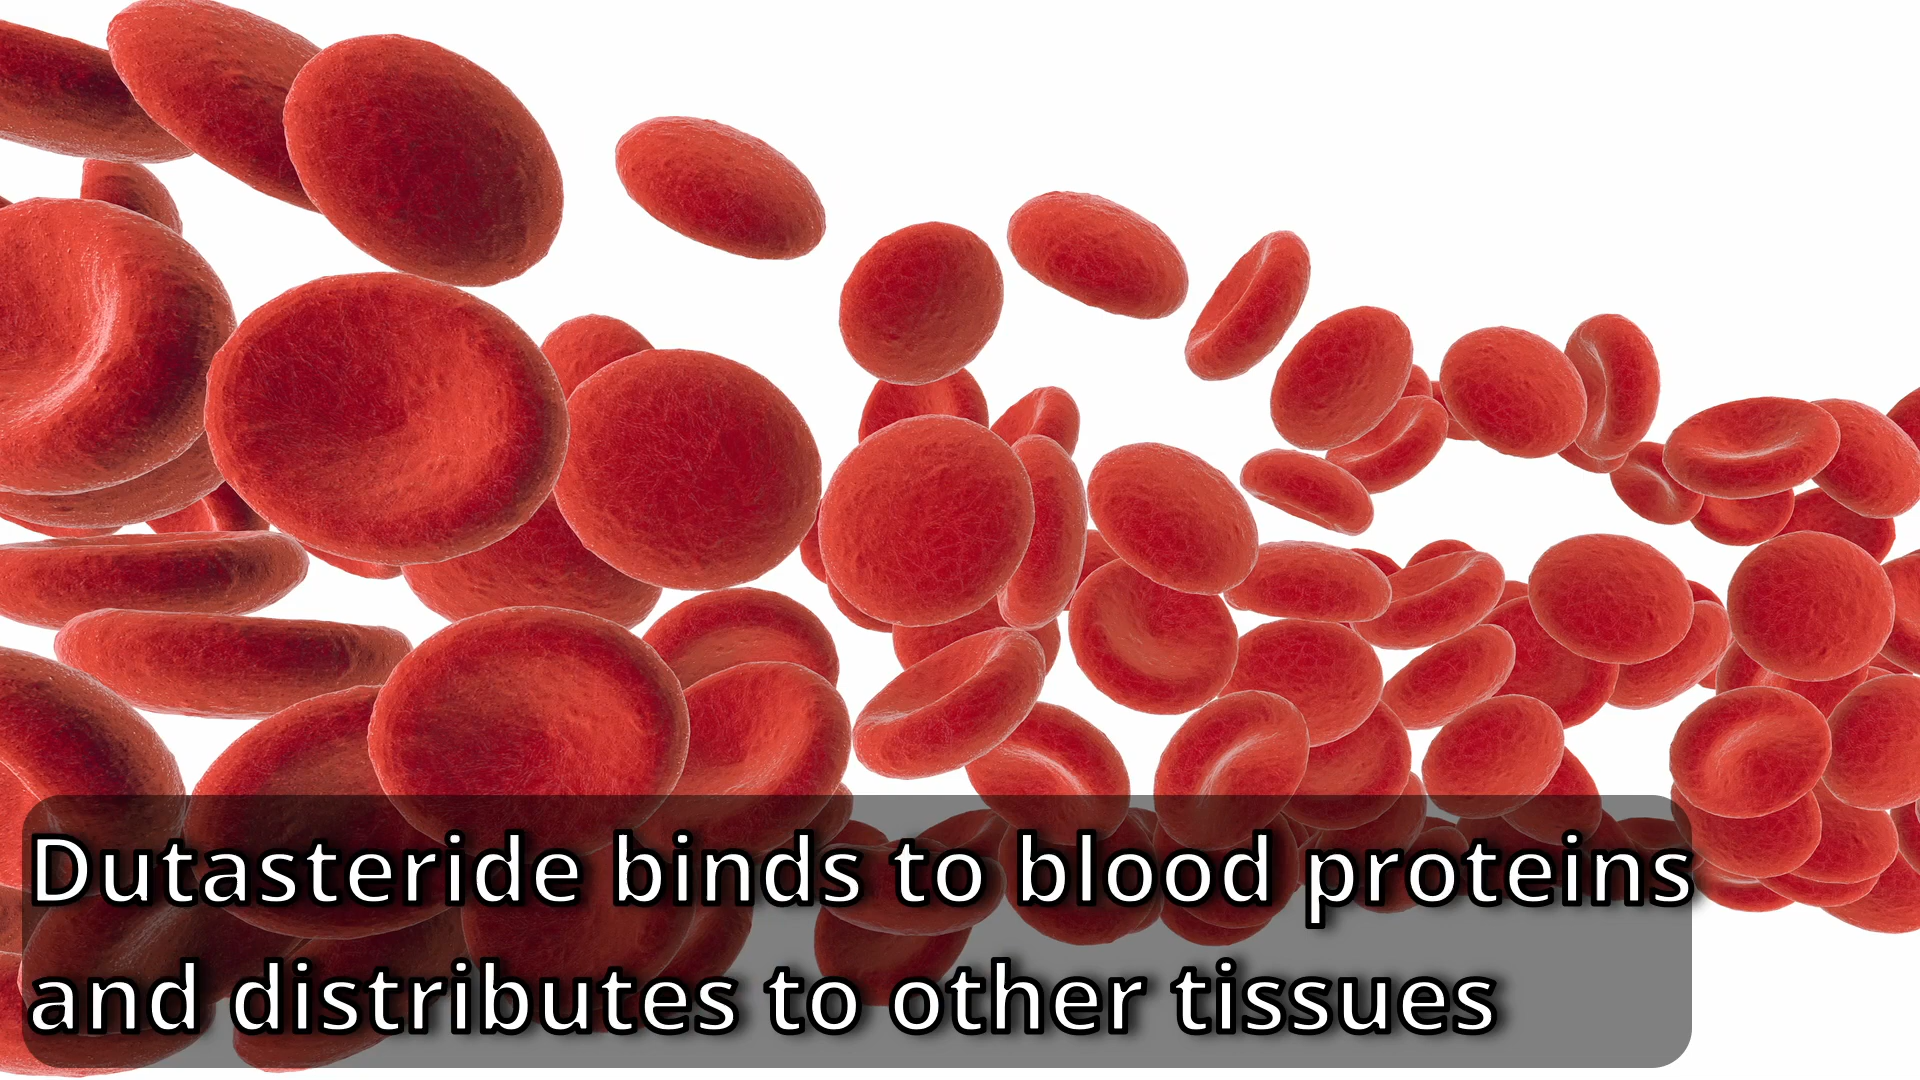 Dutasteride binds to blood proteins
and distributes to other tissues